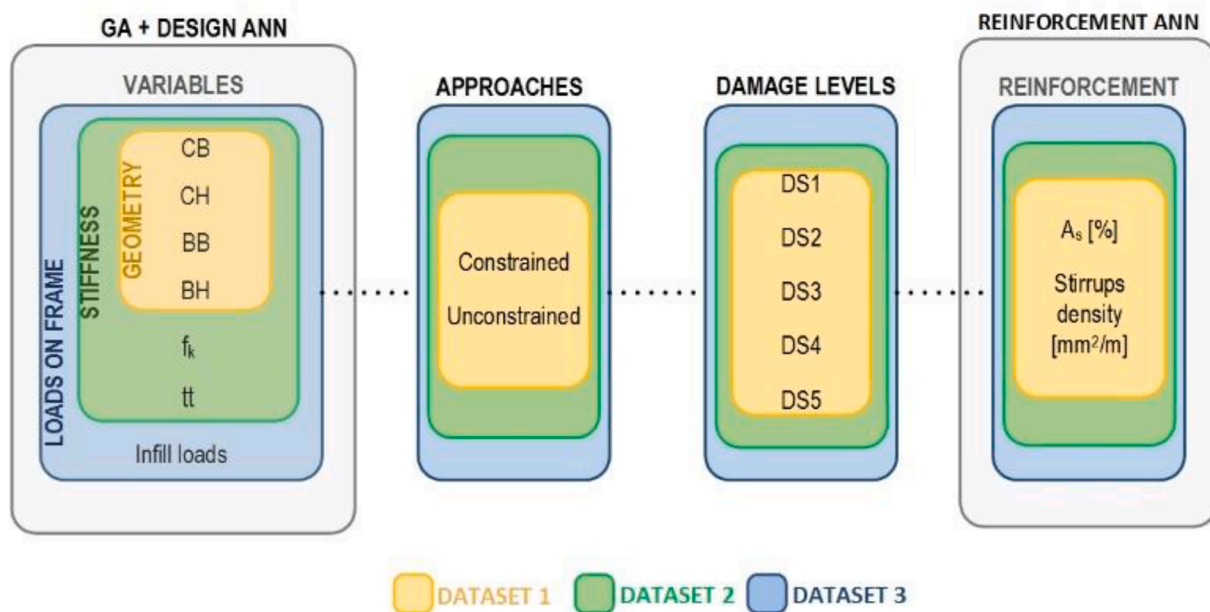 GA + DESIGN ANN
VARIABLES
LOADS ON FRAME
STIFFNESS
GEOMETRY
CB
CH
BB
BH
fₖ
tt
Infill loads
APPROACHES
Constrained
Unconstrained
DAMAGE LEVELS
DS1
DS2
DS3
DS4
DS5
REINFORCEMENT ANN
REINFORCEMENT
Aₛ [%]
Stirrups
density
[mm²/m]
DATASET 1
DATASET 2
DATASET 3